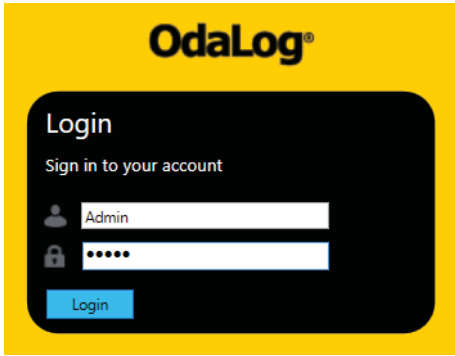 OdaLog®
Login
Sign in to your account
Admin
•••••
Login